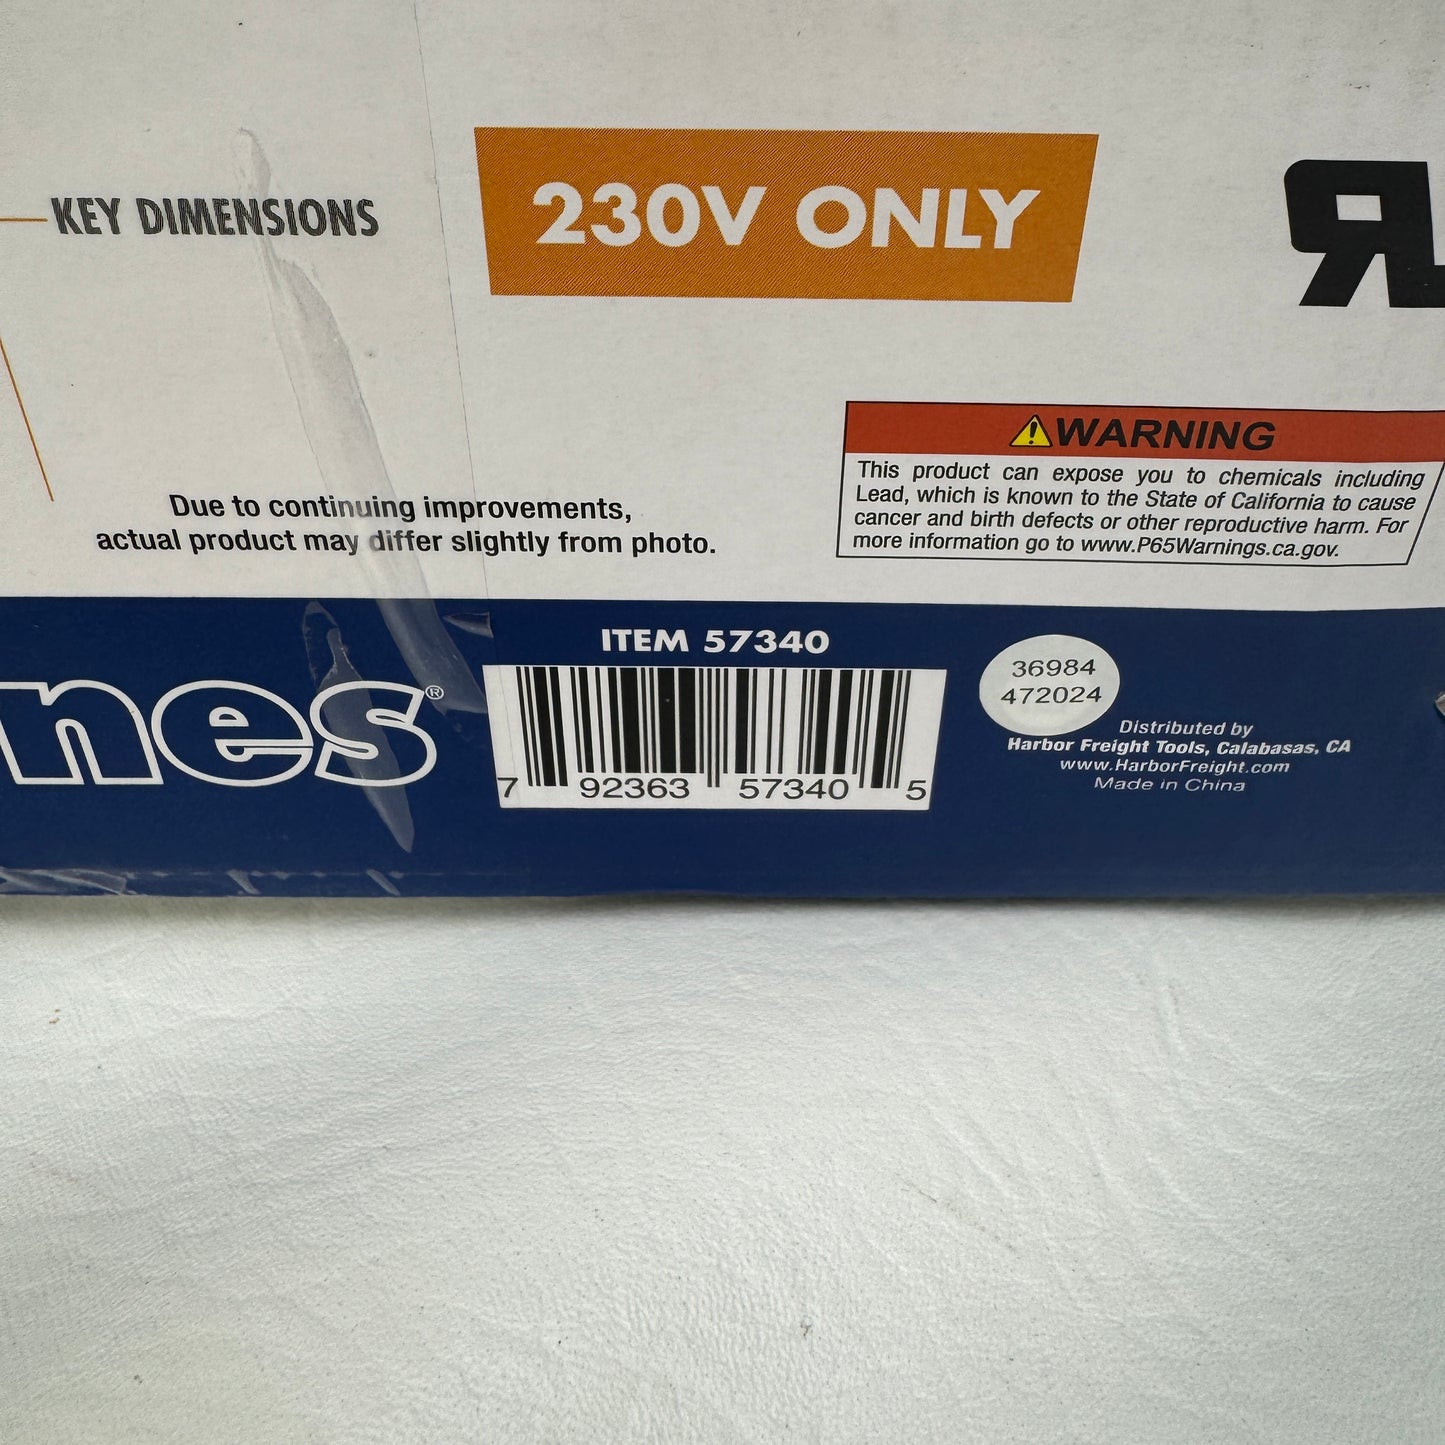 KEY DIMENSIONS
230V ONLY
WARNING
This product can expose you to chemicals including
Lead, which is known to the State of California to cause
cancer and birth defects or other reproductive harm. For
more information go to www.P65Warnings.ca.gov.
Due to continuing improvements,
actual product may differ slightly from photo.
nes®
ITEM 57340
7 92363 57340 5
36984
472024
Distributed by
Harbor Freight Tools, Calabasas, CA
www.HarborFreight.com
Made in China